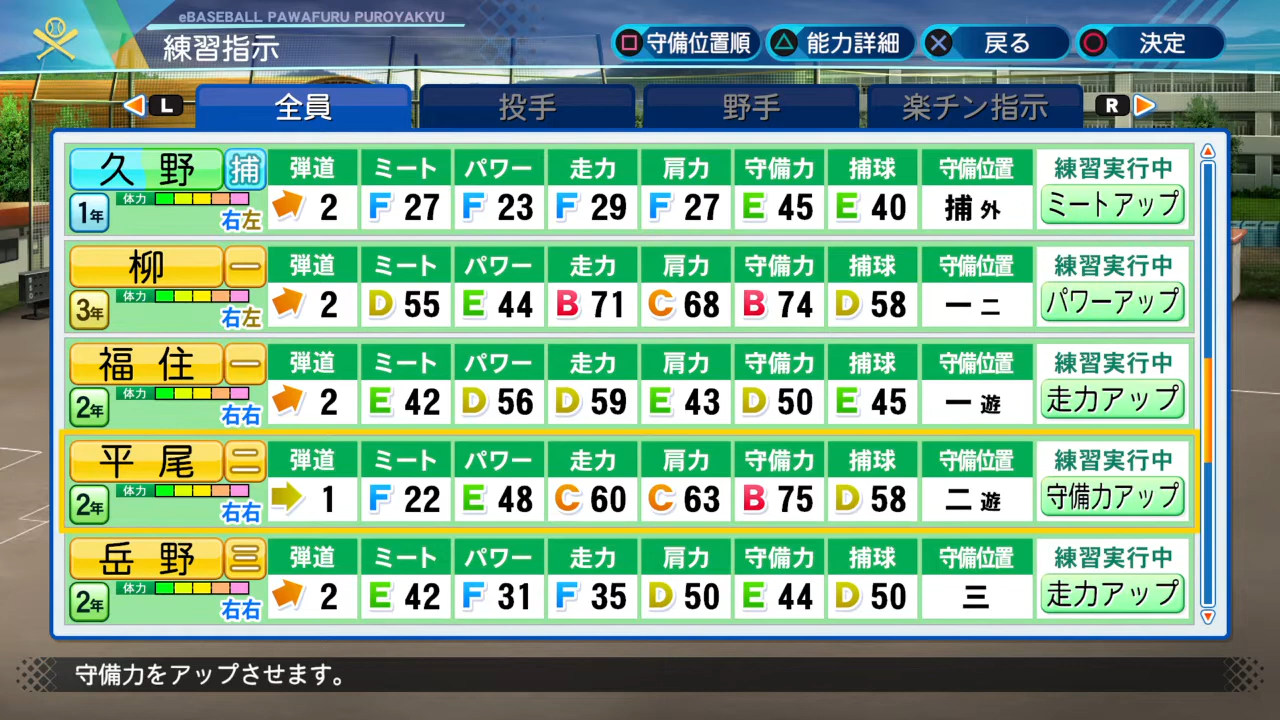 eBASEBALL PAWAFURU PUROYAKYU
練習指示
□ 守備位置順 △ 能力詳細 × 戻る ○ 決定
L 全員 投手 野手 楽チン指示 R
久野 捕 弾道 ミート パワー 走力 肩力 守備力 捕球 守備位置 練習実行中
1年 体力 右左 2 F 27 F 23 F 29 F 27 E 45 E 40 捕 外 ミートアップ
柳 一 弾道 ミート パワー 走力 肩力 守備力 捕球 守備位置 練習実行中
3年 体力 右左 2 D 55 E 44 B 71 C 68 B 74 D 58 一 二 パワーアップ
福住 一 弾道 ミート パワー 走力 肩力 守備力 捕球 守備位置 練習実行中
2年 体力 右右 2 E 42 D 56 D 59 E 43 D 50 E 45 一 遊 走力アップ
平尾 二 弾道 ミート パワー 走力 肩力 守備力 捕球 守備位置 練習実行中
2年 体力 右右 1 F 22 E 48 C 60 C 63 B 75 D 58 二 遊 守備力アップ
岳野 三 弾道 ミート パワー 走力 肩力 守備力 捕球 守備位置 練習実行中
2年 体力 右右 2 E 42 F 31 F 35 D 50 E 44 D 50 三 走力アップ
守備力をアップさせます。